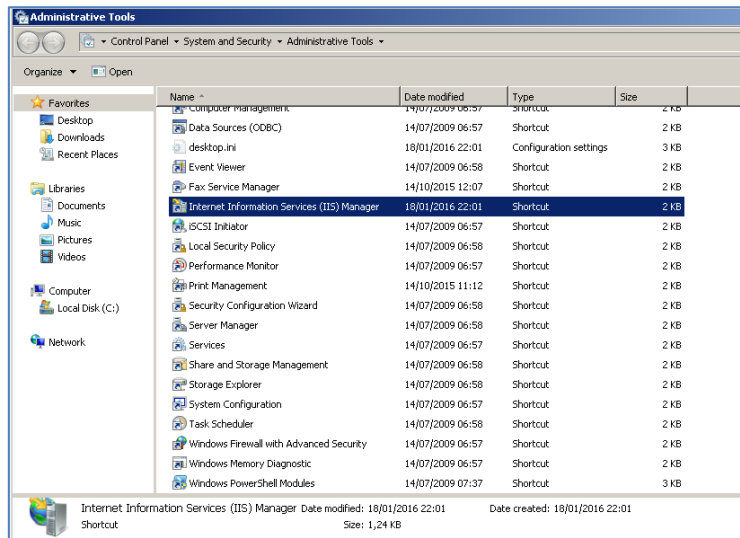 Administrative Tools
Control Panel System and Security Administrative Tools
Organize Open
Favorites
Desktop
Downloads
Recent Places
Libraries
Documents
Music
Pictures
Videos
Computer
Local Disk (C:)
Network
Name Date modified Type Size
Computer Management 14/07/2009 06:57 Shortcut 2 KB
Data Sources (ODBC) 14/07/2009 06:57 Shortcut 2 KB
desktop.ini 18/01/2016 22:01 Configuration settings 3 KB
Event Viewer 14/07/2009 06:58 Shortcut 2 KB
Fax Service Manager 14/10/2015 12:07 Shortcut 2 KB
Internet Information Services (IIS) Manager 18/01/2016 22:01 Shortcut 2 KB
iSCSI Initiator 14/07/2009 06:57 Shortcut 2 KB
Local Security Policy 14/07/2009 06:58 Shortcut 2 KB
Performance Monitor 14/07/2009 06:57 Shortcut 2 KB
Print Management 14/10/2015 11:12 Shortcut 2 KB
Security Configuration Wizard 14/07/2009 06:58 Shortcut 2 KB
Server Manager 14/07/2009 06:58 Shortcut 2 KB
Services 14/07/2009 06:57 Shortcut 2 KB
Share and Storage Management 14/07/2009 06:58 Shortcut 2 KB
Storage Explorer 14/07/2009 06:58 Shortcut 2 KB
System Configuration 14/07/2009 06:57 Shortcut 2 KB
Task Scheduler 14/07/2009 06:58 Shortcut 2 KB
Windows Firewall with Advanced Security 14/07/2009 06:57 Shortcut 2 KB
Windows Memory Diagnostic 14/07/2009 06:57 Shortcut 2 KB
Windows PowerShell Modules 14/07/2009 07:37 Shortcut 3 KB
Internet Information Services (IIS) Manager Date modified: 18/01/2016 22:01 Date created: 18/01/2016 22:01
Shortcut Size: 1,24 KB